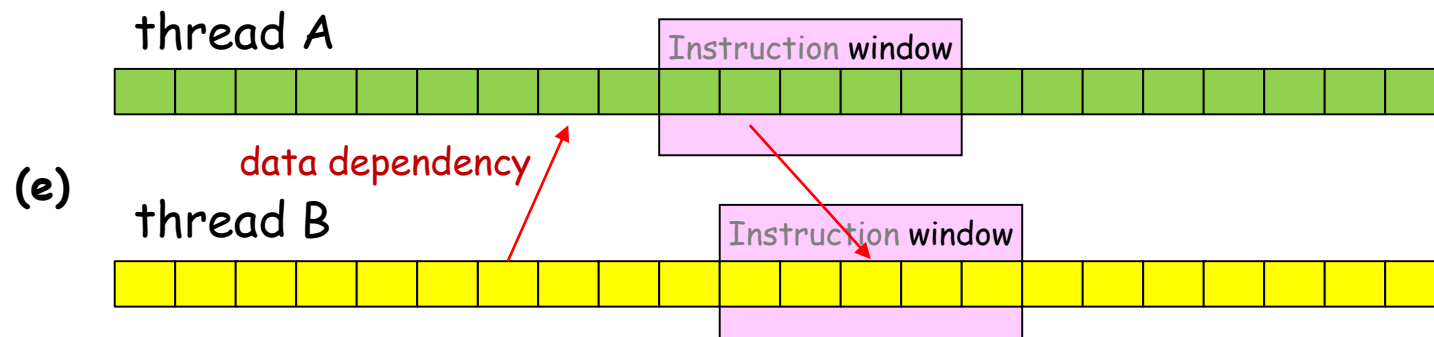 thread A
Instruction window
data dependency
(e)
thread B
Instruction window